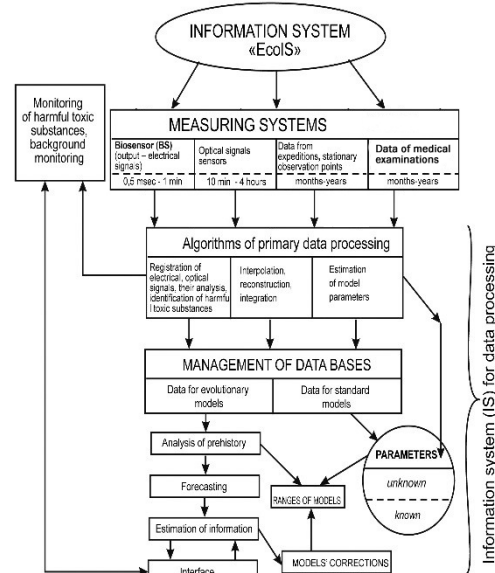 INFORMATION SYSTEM
«EcoIS»
Monitoring
of harmful toxic
substances,
background
monitoring
MEASURING SYSTEMS
Biosensor (BS)
(output – electrical
signals)
0,5 msec - 1 min
Optical signals
sensors
10 min - 4 hours
Data from
expeditions, stationary
observation points
months-years
Data of medical
examinations
months-years
Algorithms of primary data processing
Registration of
electrical, optical
signals, their analysis,
identification of harmfu
l toxic substances
Interpolation,
reconstruction,
integration
Estimation
of model
parameters
MANAGEMENT OF DATA BASES
Data for evolutionary
models
Data for standard
models
Analysis of prehistory
Forecasting
Estimation of information
Interface
RANGES OF MODELS
MODELS' CORRECTIONS
PARAMETERS
unknown
known
Information system (IS) for data processing